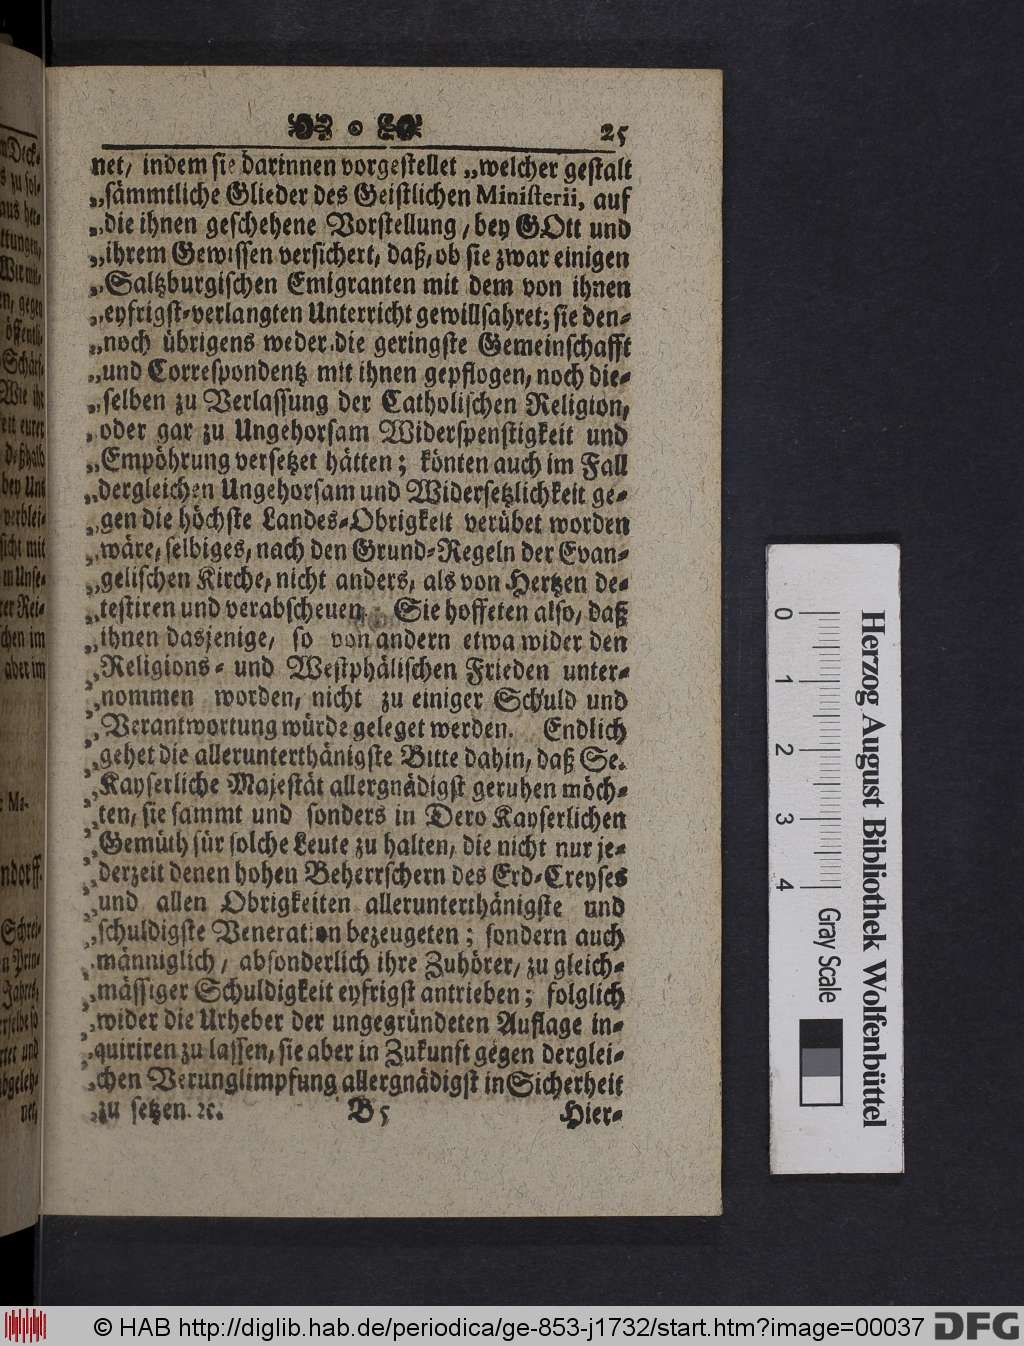 25
net/ indem sie darinnen vorgestellet „welcher gestalt
„sämmtliche Glieder des Geistlichen Ministerii, auf
„die ihnen geschehene Vorstellung/ bey GOtt und
„ihrem Gewissen versichert, daß, ob sie zwar einigen
„Saltzburgischen Emigranten mit dem von ihnen
„eyfrigst-verlangten Unterricht gewillfahret; sie den-
„noch übrigens weder die geringste Gemeinschafft
„und Correspondentz mit ihnen gepflogen, noch die-
„selben zu Verlassung der Catholischen Religion,
„oder gar zu Ungehorsam Widerspenstigkeit und
„Empöhrung versetzet hätten; könten auch im Fall
„dergleichen Ungehorsam und Widersetzlichkeit ge-
„gen die höchste Landes-Obrigkeit verübet worden
„wäre, selbiges, nach den Grund-Regeln der Evan-
„gelischen Kirche, nicht anders, als von Hertzen de-
„testiren und verabscheuen. Sie hoffeten also, daß
„ihnen dasjenige, so von andern etwa wider den
„Religions- und Westphälischen Frieden unter-
„nommen worden, nicht zu einiger Schuld und
„Verantwortung würde geleget werden. Endlich
„gehet die allerunterthänigste Bitte dahin, daß Se.
„Kayserliche Majestät allergnädigst geruhen möch-
„ten, sie sammt und sonders in Dero Kayserlichen
„Gemüth für solche Leute zu halten, die nicht nur je-
„derzeit denen hohen Beherrschern des Erd-Creyses
„und allen Obrigkeiten allerunterthänigste und
„schuldigste Veneration bezeugeten; sondern auch
„männiglich/ absonderlich ihre Zuhörer/ zu gleich-
„mässiger Schuldigkeit eyfrigst antrieben; folglich
„wider die Urheber der ungegründeten Auflage in-
„quiriren zu lassen, sie aber in Zukunft gegen derglei-
„chen Verunglimpfung allergnädigst in Sicherheit
„zu setzen. ꝛc.
B5
Hier-
Herzog August Bibliothek Wolfenbüttel
0 1 2 3 4
Gray Scale
© HAB http://diglib.hab.de/periodica/ge-853-j1732/start.htm?image=00037
DFG